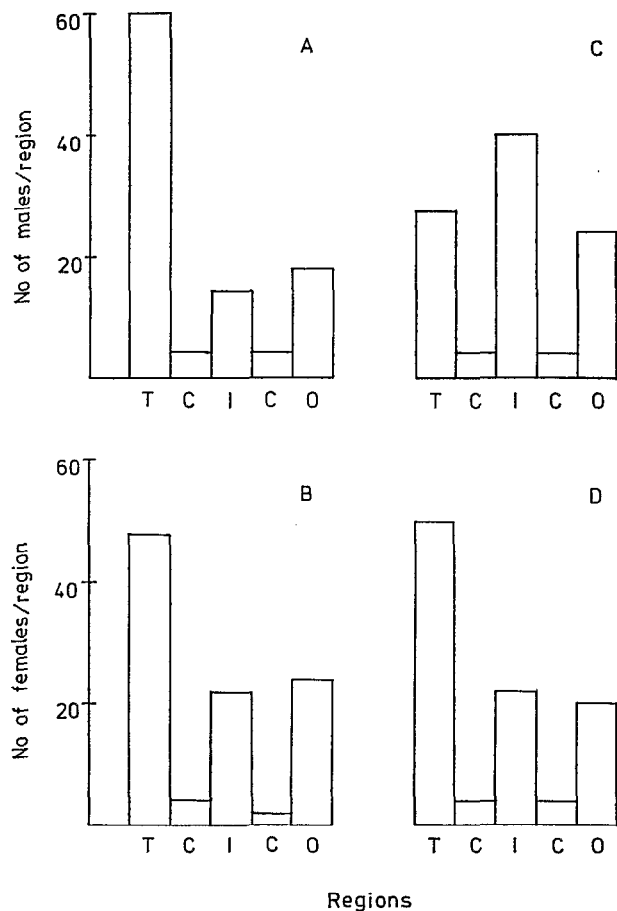 60
40
20
No of males/region
A
T C I C O
C
T C I C O
60
40
20
No of females/region
B
T C I C O
D
T C I C O
Regions